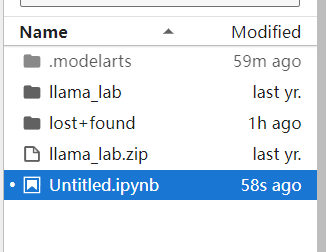 Name Modified
.modelarts 59m ago
llama_lab last yr.
lost+found 1h ago
llama_lab.zip last yr.
Untitled.ipynb 58s ago